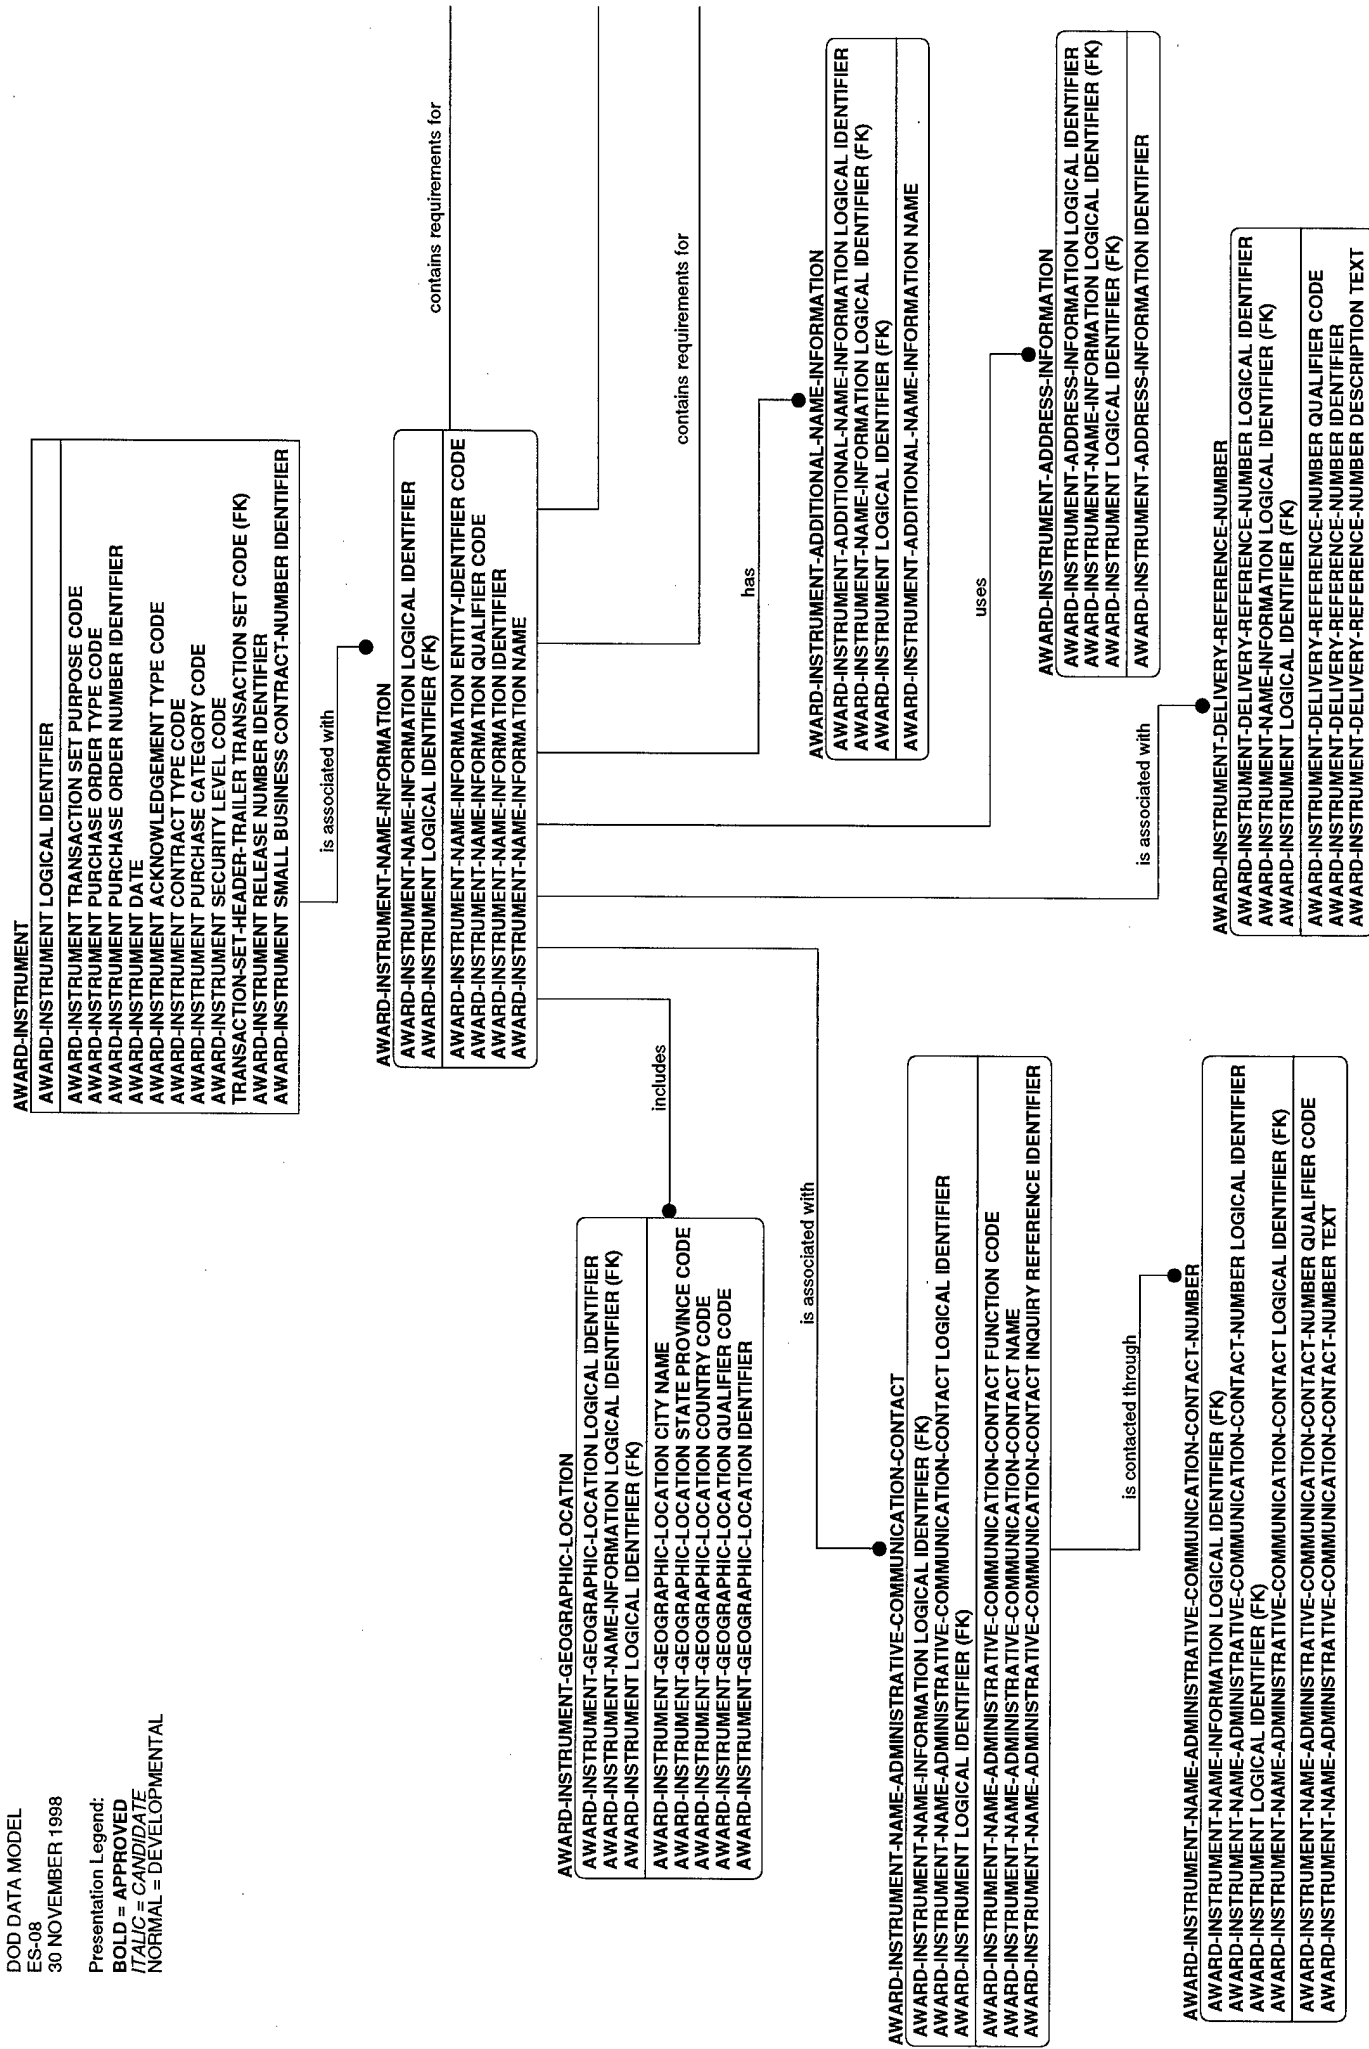 DOD DATA MODEL
ES-08
30 NOVEMBER 1998
Presentation Legend:
BOLD = APPROVED
ITALIC = CANDIDATE
NORMAL = DEVELOPMENTAL
AWARD-INSTRUMENT
AWARD-INSTRUMENT LOGICAL IDENTIFIER
AWARD-INSTRUMENT TRANSACTION SET PURPOSE CODE
AWARD-INSTRUMENT PURCHASE ORDER TYPE CODE
AWARD-INSTRUMENT PURCHASE ORDER NUMBER IDENTIFIER
AWARD-INSTRUMENT DATE
AWARD-INSTRUMENT ACKNOWLEDGEMENT TYPE CODE
AWARD-INSTRUMENT CONTRACT TYPE CODE
AWARD-INSTRUMENT PURCHASE CATEGORY CODE
AWARD-INSTRUMENT SECURITY LEVEL CODE
TRANSACTION-SET-HEADER-TRAILER TRANSACTION SET CODE (FK)
AWARD-INSTRUMENT RELEASE NUMBER IDENTIFIER
AWARD-INSTRUMENT SMALL BUSINESS CONTRACT-NUMBER IDENTIFIER
is associated with
AWARD-INSTRUMENT-NAME-INFORMATION
AWARD-INSTRUMENT-NAME-INFORMATION LOGICAL IDENTIFIER
AWARD-INSTRUMENT LOGICAL IDENTIFIER (FK)
AWARD-INSTRUMENT-NAME-INFORMATION ENTITY-IDENTIFIER CODE
AWARD-INSTRUMENT-NAME-INFORMATION QUALIFIER CODE
AWARD-INSTRUMENT-NAME-INFORMATION IDENTIFIER
AWARD-INSTRUMENT-NAME-INFORMATION NAME
contains requirements for
contains requirements for
includes
AWARD-INSTRUMENT-GEOGRAPHIC-LOCATION
AWARD-INSTRUMENT-GEOGRAPHIC-LOCATION LOGICAL IDENTIFIER
AWARD-INSTRUMENT-NAME-INFORMATION LOGICAL IDENTIFIER (FK)
AWARD-INSTRUMENT LOGICAL IDENTIFIER (FK)
AWARD-INSTRUMENT-GEOGRAPHIC-LOCATION CITY NAME
AWARD-INSTRUMENT-GEOGRAPHIC-LOCATION STATE PROVINCE CODE
AWARD-INSTRUMENT-GEOGRAPHIC-LOCATION COUNTRY CODE
AWARD-INSTRUMENT-GEOGRAPHIC-LOCATION QUALIFIER CODE
AWARD-INSTRUMENT-GEOGRAPHIC-LOCATION IDENTIFIER
has
AWARD-INSTRUMENT-ADDITIONAL-NAME-INFORMATION
AWARD-INSTRUMENT-ADDITIONAL-NAME-INFORMATION LOGICAL IDENTIFIER
AWARD-INSTRUMENT-NAME-INFORMATION LOGICAL IDENTIFIER (FK)
AWARD-INSTRUMENT LOGICAL IDENTIFIER (FK)
AWARD-INSTRUMENT-ADDITIONAL-NAME-INFORMATION NAME
is associated with
AWARD-INSTRUMENT-NAME-ADMINISTRATIVE-COMMUNICATION-CONTACT
AWARD-INSTRUMENT-NAME-INFORMATION LOGICAL IDENTIFIER (FK)
AWARD-INSTRUMENT-NAME-ADMINISTRATIVE-COMMUNICATION-CONTACT LOGICAL IDENTIFIER
AWARD-INSTRUMENT LOGICAL IDENTIFIER (FK)
AWARD-INSTRUMENT-NAME-ADMINISTRATIVE-COMMUNICATION-CONTACT FUNCTION CODE
AWARD-INSTRUMENT-NAME-ADMINISTRATIVE-COMMUNICATION-CONTACT NAME
AWARD-INSTRUMENT-NAME-ADMINISTRATIVE-COMMUNICATION-CONTACT INQUIRY REFERENCE IDENTIFIER
uses
AWARD-INSTRUMENT-ADDRESS-INFORMATION
AWARD-INSTRUMENT-ADDRESS-INFORMATION LOGICAL IDENTIFIER
AWARD-INSTRUMENT-NAME-INFORMATION LOGICAL IDENTIFIER (FK)
AWARD-INSTRUMENT LOGICAL IDENTIFIER (FK)
AWARD-INSTRUMENT-ADDRESS-INFORMATION IDENTIFIER
is contacted through
AWARD-INSTRUMENT-NAME-ADMINISTRATIVE-COMMUNICATION-CONTACT-NUMBER
AWARD-INSTRUMENT-NAME-INFORMATION LOGICAL IDENTIFIER (FK)
AWARD-INSTRUMENT-NAME-ADMINISTRATIVE-COMMUNICATION-CONTACT-NUMBER LOGICAL IDENTIFIER
AWARD-INSTRUMENT LOGICAL IDENTIFIER (FK)
AWARD-INSTRUMENT-NAME-ADMINISTRATIVE-COMMUNICATION-CONTACT LOGICAL IDENTIFIER (FK)
AWARD-INSTRUMENT-NAME-ADMINISTRATIVE-COMMUNICATION-CONTACT-NUMBER QUALIFIER CODE
AWARD-INSTRUMENT-NAME-ADMINISTRATIVE-COMMUNICATION-CONTACT-NUMBER TEXT
is associated with
AWARD-INSTRUMENT-DELIVERY-REFERENCE-NUMBER
AWARD-INSTRUMENT-DELIVERY-REFERENCE-NUMBER LOGICAL IDENTIFIER
AWARD-INSTRUMENT-NAME-INFORMATION LOGICAL IDENTIFIER (FK)
AWARD-INSTRUMENT LOGICAL IDENTIFIER (FK)
AWARD-INSTRUMENT-DELIVERY-REFERENCE-NUMBER QUALIFIER CODE
AWARD-INSTRUMENT-DELIVERY-REFERENCE-NUMBER IDENTIFIER
AWARD-INSTRUMENT-DELIVERY-REFERENCE-NUMBER DESCRIPTION TEXT